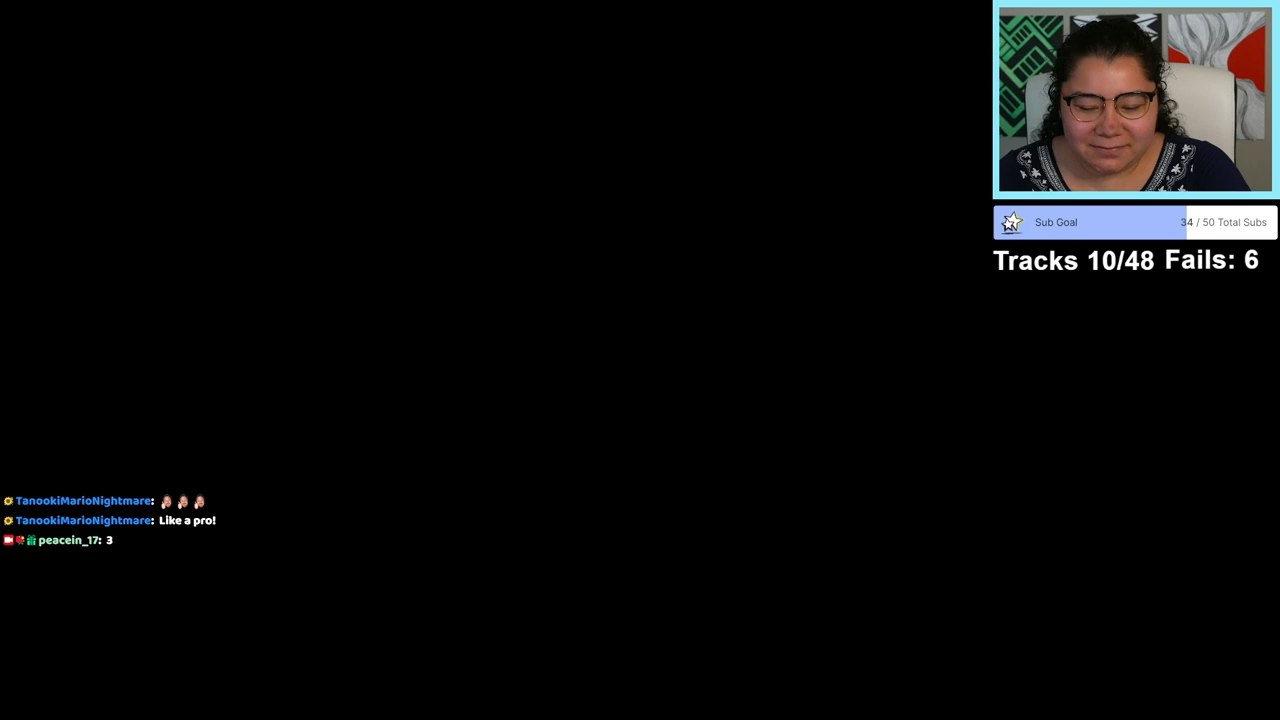 Sub Goal 34 / 50 Total Subs
Tracks 10/48 Fails: 6
TanookiMarioNightmare:
TanookiMarioNightmare: Like a pro!
peacein_17: 3